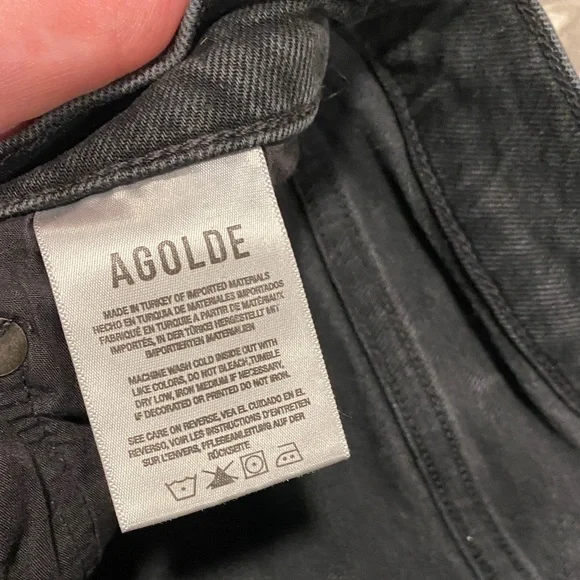 AGOLDE
MADE IN TURKEY OF IMPORTED MATERIALS
HECHO EN TURQUIA DE MATERIALES IMPORTADOS
FABRIQUÉ EN TURQUIE A PARTIR DE MATÉRIAUX
IMPORTÉS, IN DER TÜRKEI HERGESTELLT MIT
IMPORTIERTEN MATERIALIEN
MACHINE WASH COLD INSIDE OUT WITH
LIKE COLORS, DO NOT BLEACH,TUMBLE
DRY LOW, IRON MEDIUM IF NECESSARY,
IF DECORATED OR PRINTED DO NOT IRON.
SEE CARE ON REVERSE, VEA EL CUIDADO EN EL
REVERSO, VOIR LES INSTRUCTIONS D'ENTRETIEN
SUR L'ENVERS, PFLEGEANLEITUNG AUF DER
RÜCKSEITE